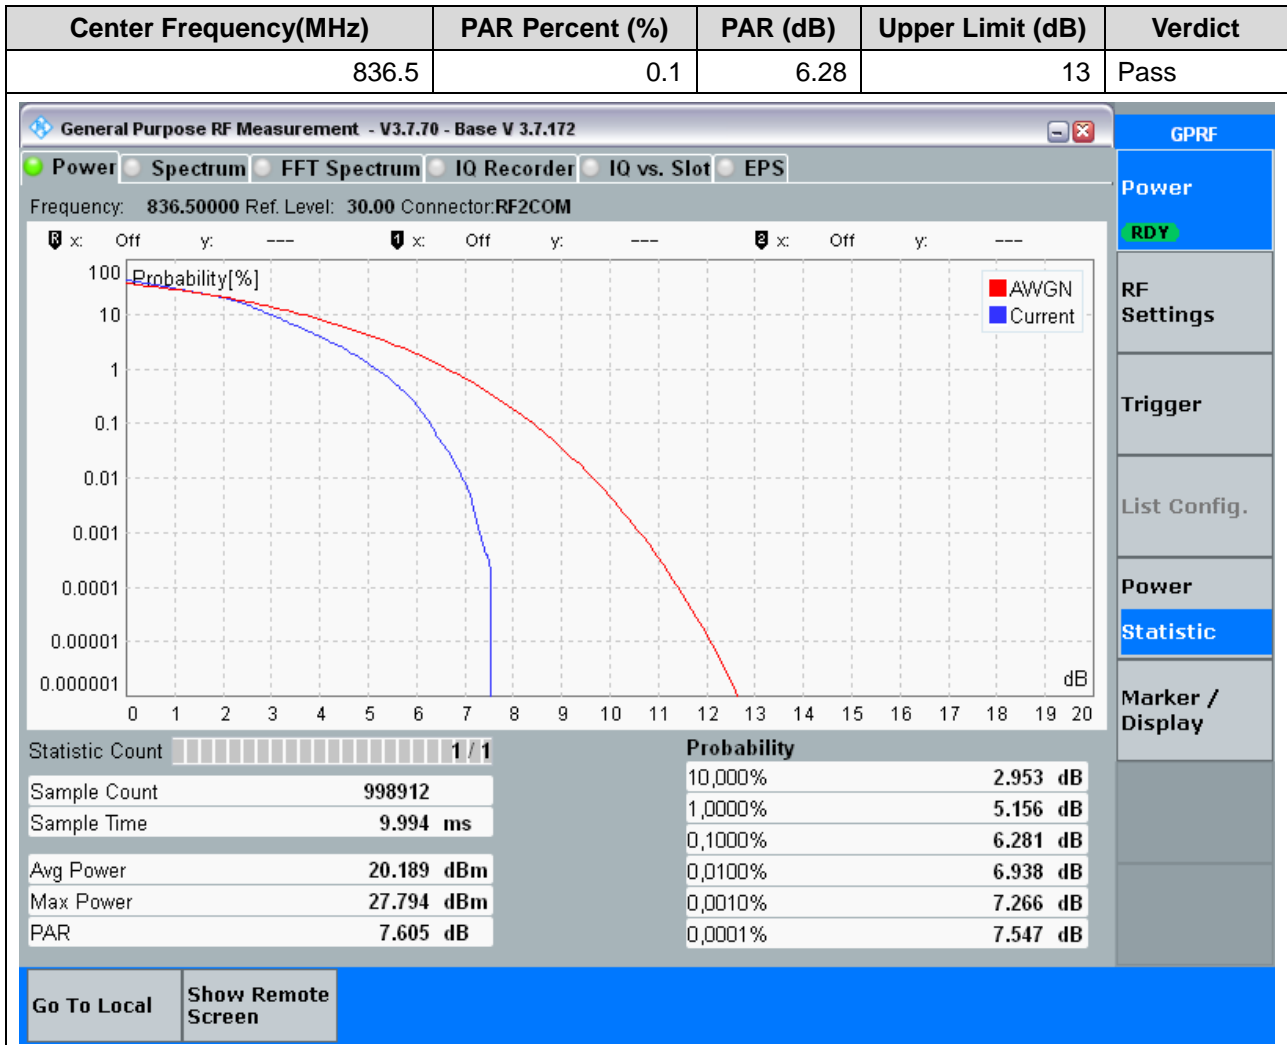 Center Frequency(MHz) PAR Percent (%) PAR (dB) Upper Limit (dB) Verdict
836.5 0.1 6.28 13 Pass
General Purpose RF Measurement - V3.7.70 - Base V 3.7.172
GPRF
Power Spectrum FFT Spectrum IQ Recorder IQ vs. Slot EPS
Power
RDY
Frequency: 836.50000 Ref. Level: 30.00 Connector:RF2COM
R x: Off y: --- 1 x: Off y: --- 2 x: Off y: ---
Probability[%]
AWGN
Current
100
10
1
0.1
0.01
0.001
0.0001
0.00001
0.000001
dB
0 1 2 3 4 5 6 7 8 9 10 11 12 13 14 15 16 17 18 19 20
RF
Settings
Trigger
List Config.
Power
Statistic
Marker /
Display
Statistic Count 1 / 1
Sample Count 998912
Sample Time 9.994 ms
Avg Power 20.189 dBm
Max Power 27.794 dBm
PAR 7.605 dB
Probability
10,000% 2.953 dB
1,0000% 5.156 dB
0,1000% 6.281 dB
0,0100% 6.938 dB
0,0010% 7.266 dB
0,0001% 7.547 dB
Go To Local
Show Remote
Screen